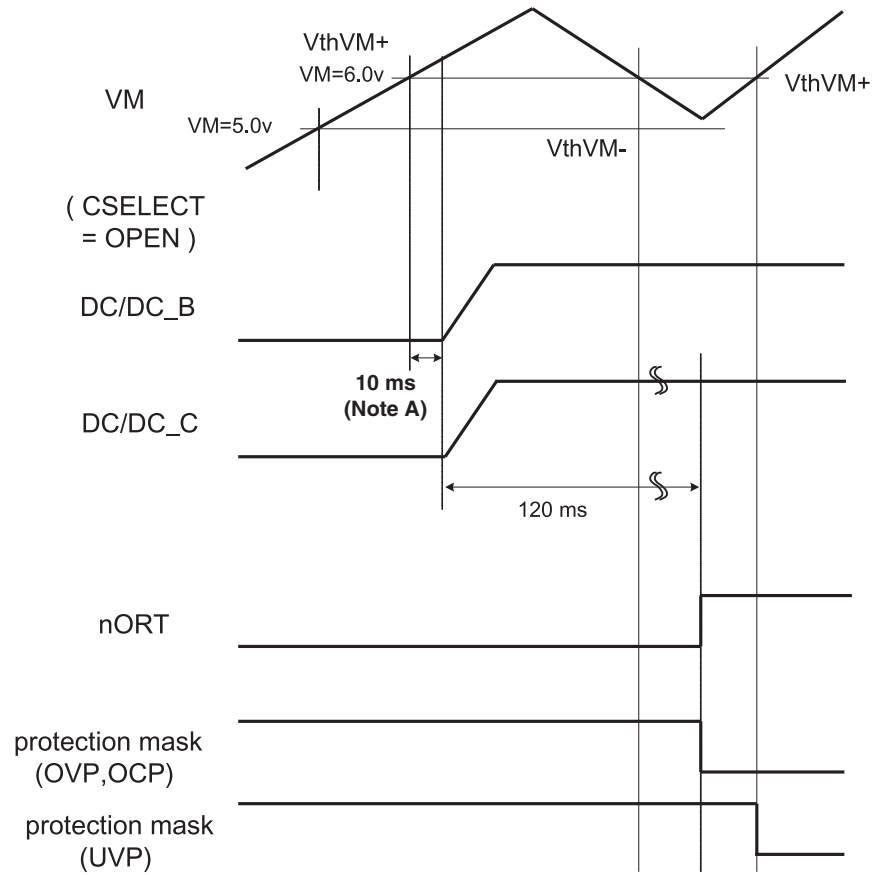 VthVM+
VM=6.0v
VthVM+
VM
VM=5.0v
VthVM-
( CSELECT
= OPEN )
DC/DC_B
10 ms
(Note A)
DC/DC_C
120 ms
nORT
protection mask
(OVP,OCP)
protection mask
(UVP)